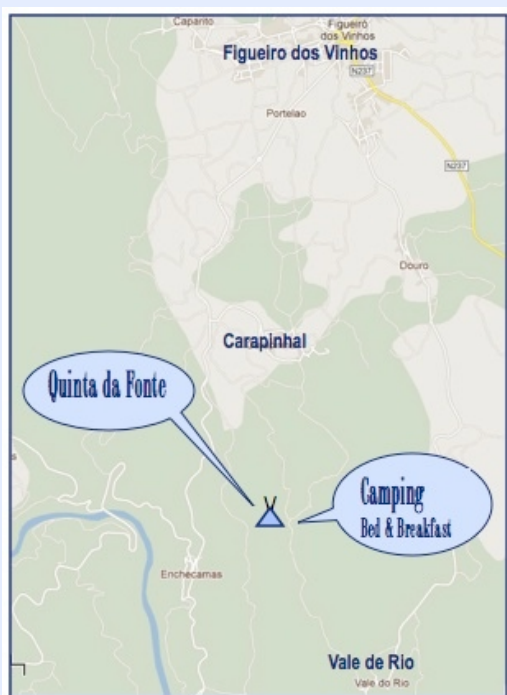 Caparito
Figueiró
dos Vinhos
Figueiro dos Vinhos
N237
Portelao
N237
Douro
Carapinhal
Quinta da Fonte
Camping
Bed & Breakfast
Enchecamas
Vale de Rio
Vale do Rio